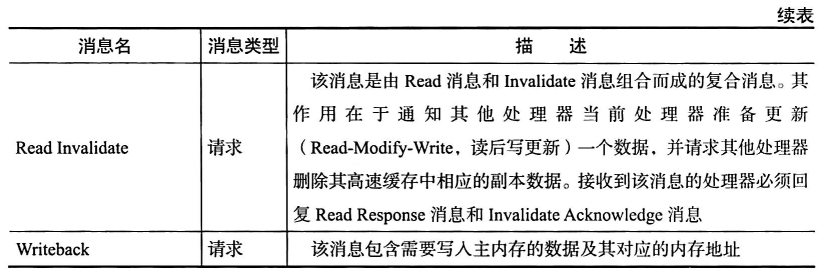 续表
消息名 消息类型 描 述
该消息是由 Read 消息和 Invalidate 消息组合而成的复合消息。其
作用在于通知其他处理器当前处理器准备更新
Read Invalidate 请求 （Read-Modify-Write，读后写更新）一个数据，并请求其他处理器
删除其高速缓存中相应的副本数据。接收到该消息的处理器必须回
复 Read Response 消息和 Invalidate Acknowledge 消息
Writeback 请求 该消息包含需要写入主内存的数据及其对应的内存地址